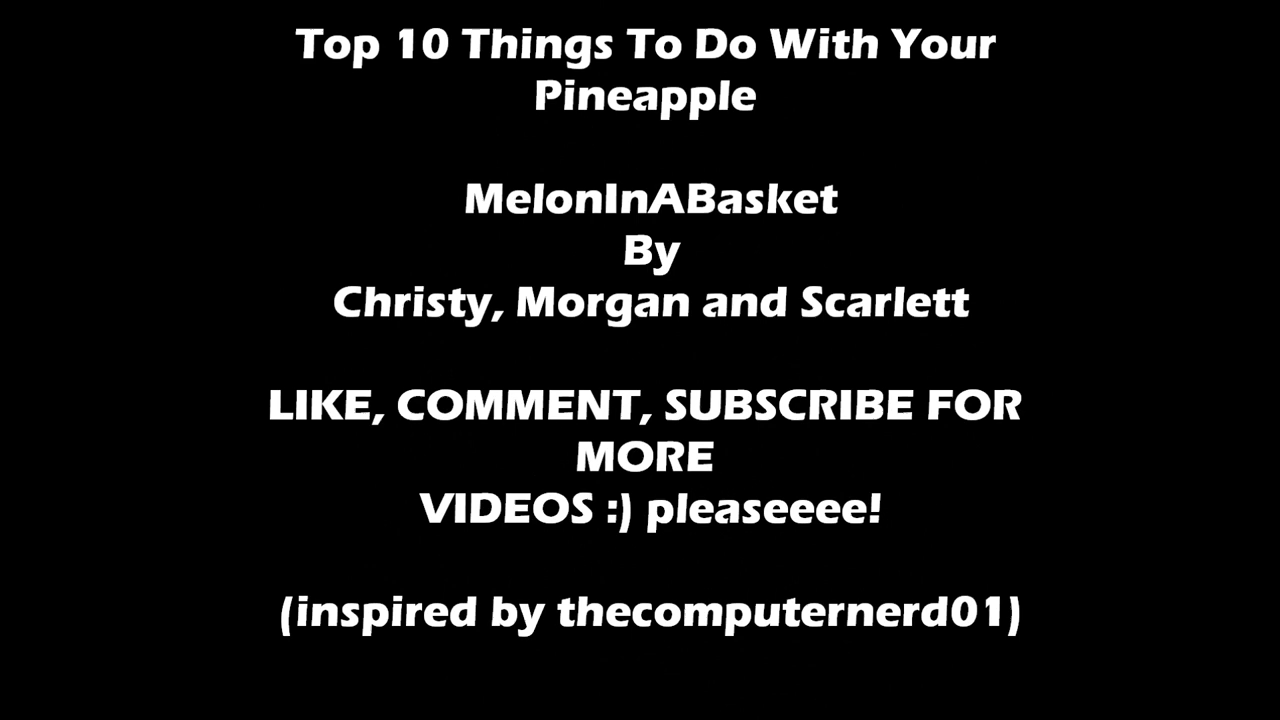 Top 10 Things To Do With Your
Pineapple
MelonInABasket
By
Christy, Morgan and Scarlett
LIKE, COMMENT, SUBSCRIBE FOR
MORE
VIDEOS :) pleaseeee!
(inspired by thecomputernerd01)